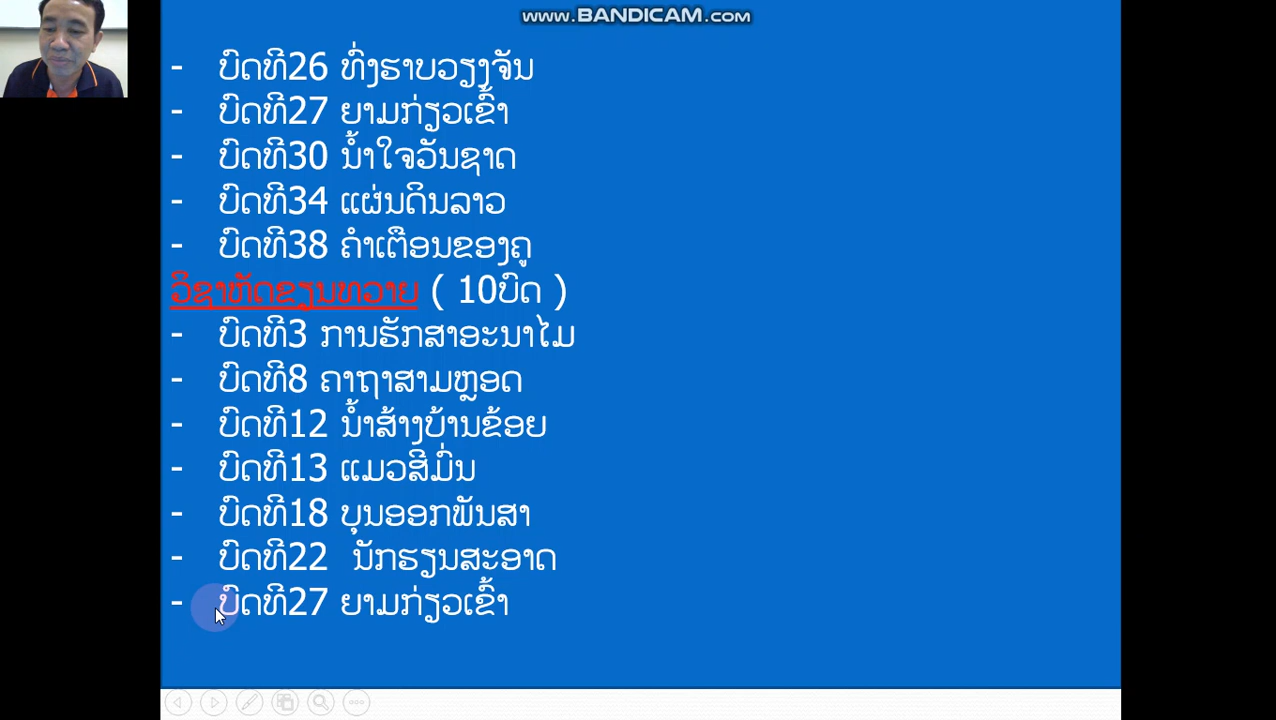 www.BANDICAM.com
- ບົດທີ26 ທົ່ງຮາບວຽງຈັນ
- ບົດທີ27 ຍາມກ່ຽວເຂົ້າ
- ບົດທີ30 ນ້ຳໃຈວັນຊາດ
- ບົດທີ34 ແຜ່ນດິນລາວ
- ບົດທີ38 ຄຳເຕືອນຂອງຄູ
ວິຊາຫັດຂຽນທວາຍ ( 10ບົດ )
- ບົດທີ3 ການຮັກສາອະນາໄມ
- ບົດທີ8 ຄາຖາສາມຫຼອດ
- ບົດທີ12 ນ້ຳສ້າງບ້ານຂ້ອຍ
- ບົດທີ13 ແມວສີມົ່ນ
- ບົດທີ18 ບຸນອອກພັນສາ
- ບົດທີ22 ນັກຮຽນສະອາດ
- ບົດທີ27 ຍາມກ່ຽວເຂົ້າ